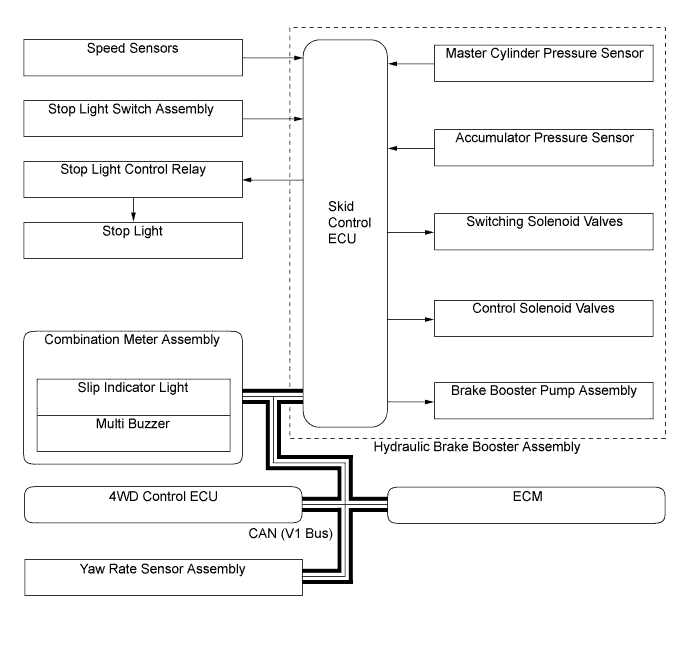 Speed Sensors
Stop Light Switch Assembly
Stop Light Control Relay
Stop Light
Skid
Control
ECU
Master Cylinder Pressure Sensor
Accumulator Pressure Sensor
Switching Solenoid Valves
Control Solenoid Valves
Brake Booster Pump Assembly
Hydraulic Brake Booster Assembly
Combination Meter Assembly
Slip Indicator Light
Multi Buzzer
4WD Control ECU
ECM
CAN (V1 Bus)
Yaw Rate Sensor Assembly